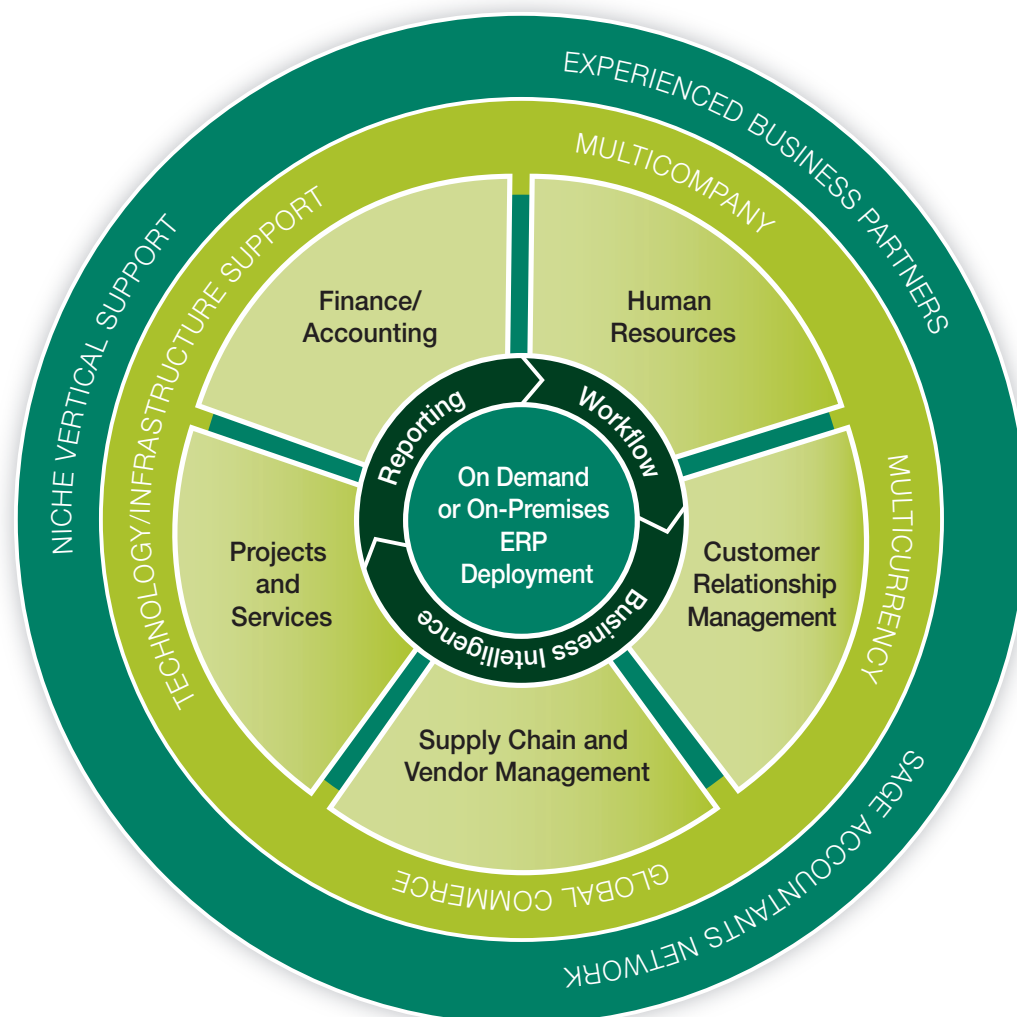 EXPERIENCED BUSINESS PARTNERS
SAGE ACCOUNTANTS NETWORK
NICHE VERTICAL SUPPORT
MULTICOMPANY
MULTICURRENCY
GLOBAL COMMERCE
TECHNOLOGY/INFRASTRUCTURE SUPPORT
Finance/
Accounting
Human
Resources
Customer
Relationship
Management
Supply Chain and
Vendor Management
Projects
and
Services
Reporting
Workflow
Business Intelligence
On Demand
or On-Premises
ERP
Deployment